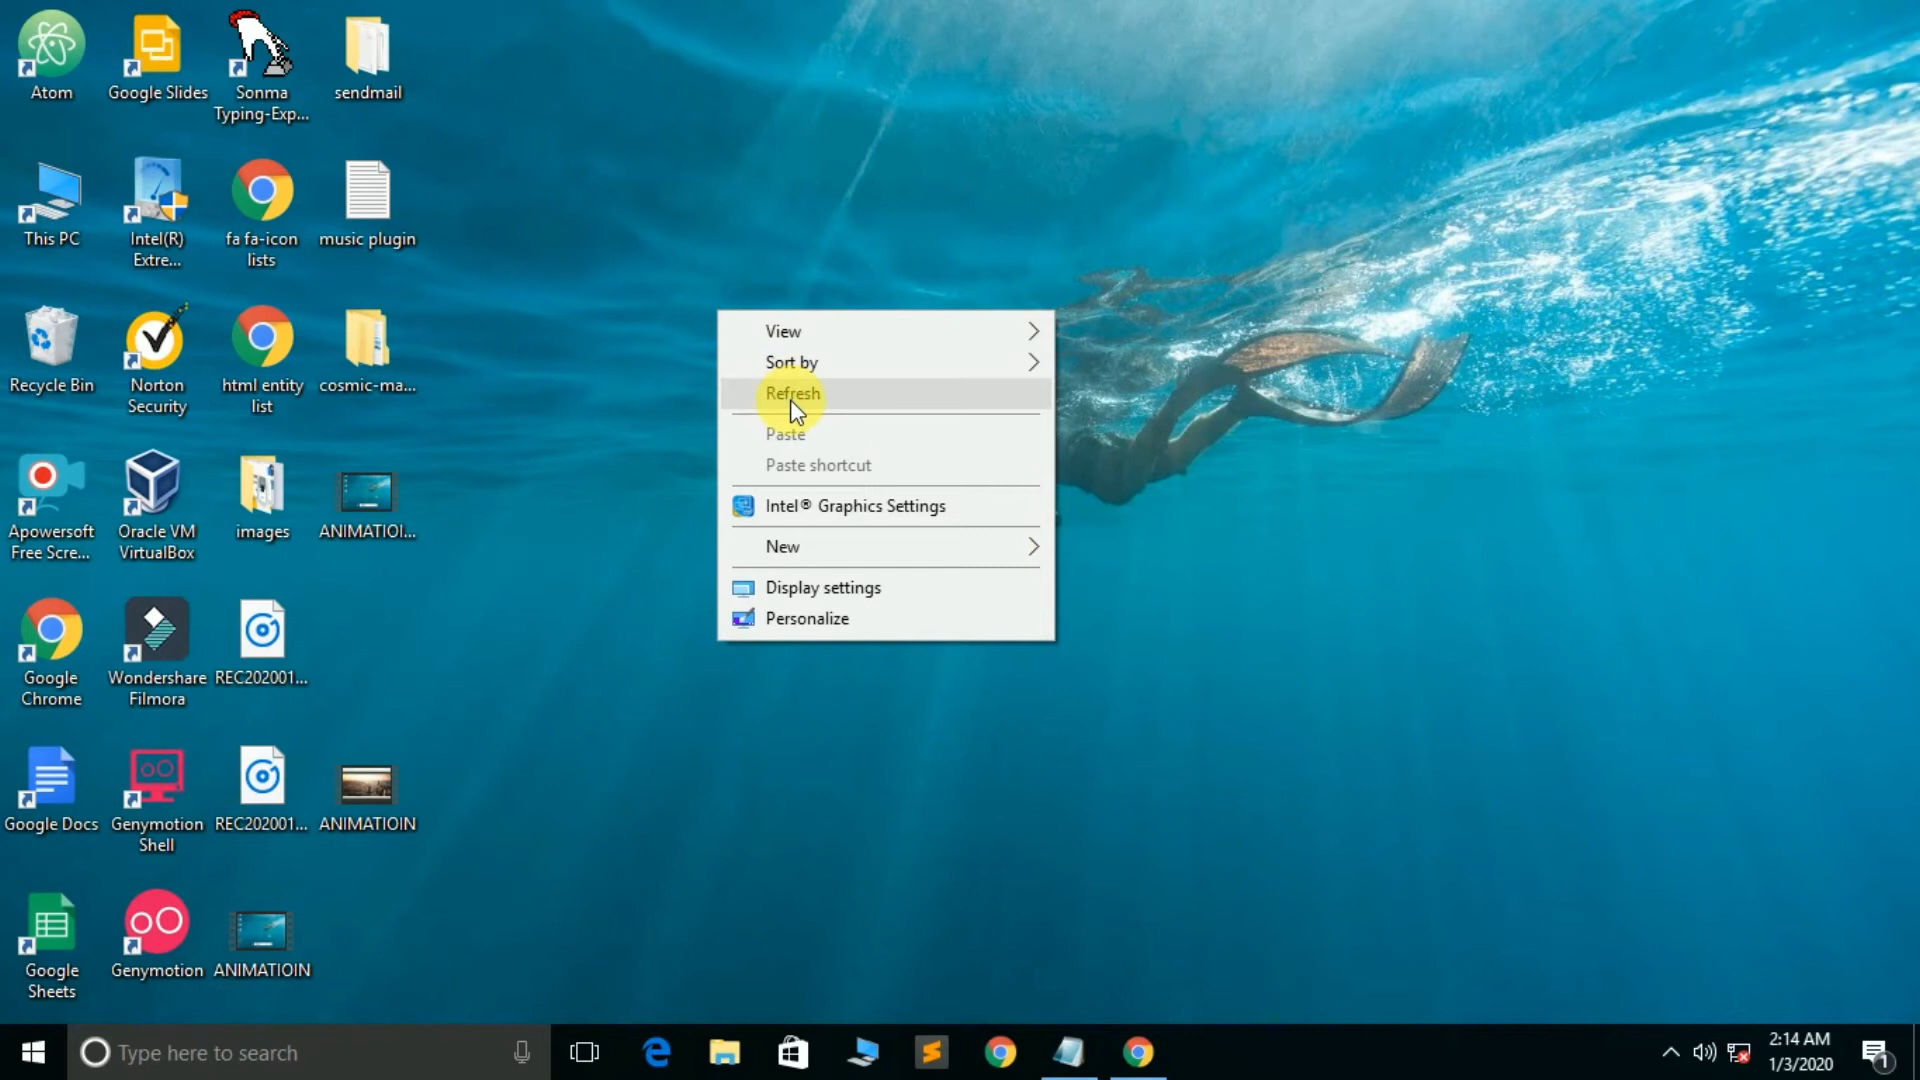 Atom
Google Slides
Sonma
Typing-Exp...
sendmail
This PC
Intel(R)
Extre...
fa fa-icon
lists
music plugin
Recycle Bin
Norton
Security
html entity
list
cosmic-ma...
Apowersoft
Free Scre...
Oracle VM
VirtualBox
images
ANIMATIOI...
Google
Chrome
Wondershare
Filmora
REC202001...
Google Docs
Genymotion
Shell
REC202001...
ANIMATIOIN
Google
Sheets
Genymotion
ANIMATIOIN
View
Sort by
Refresh
Paste
Paste shortcut
Intel® Graphics Settings
New
Display settings
Personalize
Type here to search
2:14 AM
1/3/2020
1